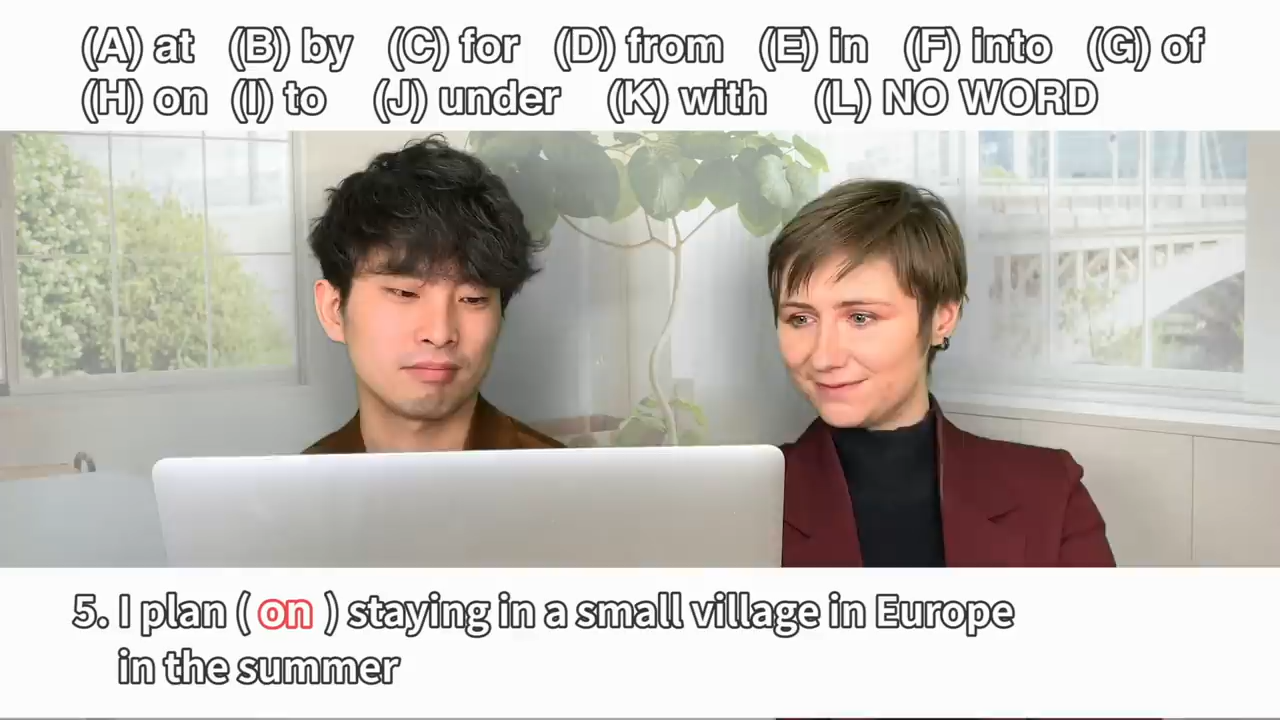 (A) at (B) by (C) for (D) from (E) in (F) into (G) of
(H) on (I) to (J) under (K) with (L) NO WORD
5. I plan ( on ) staying in a small village in Europe
in the summer